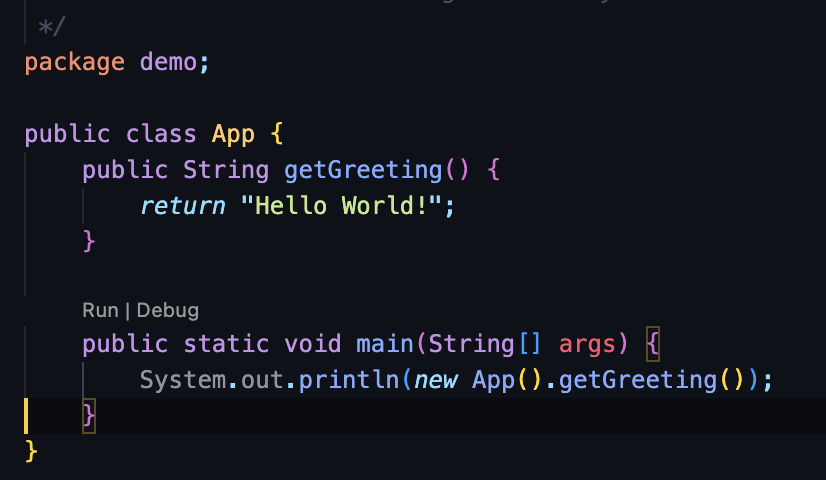 */
package demo;
public class App {
    public String getGreeting() {
        return "Hello World!";
    }
    Run | Debug
    public static void main(String[] args) {
        System.out.println(new App().getGreeting());
    }
}